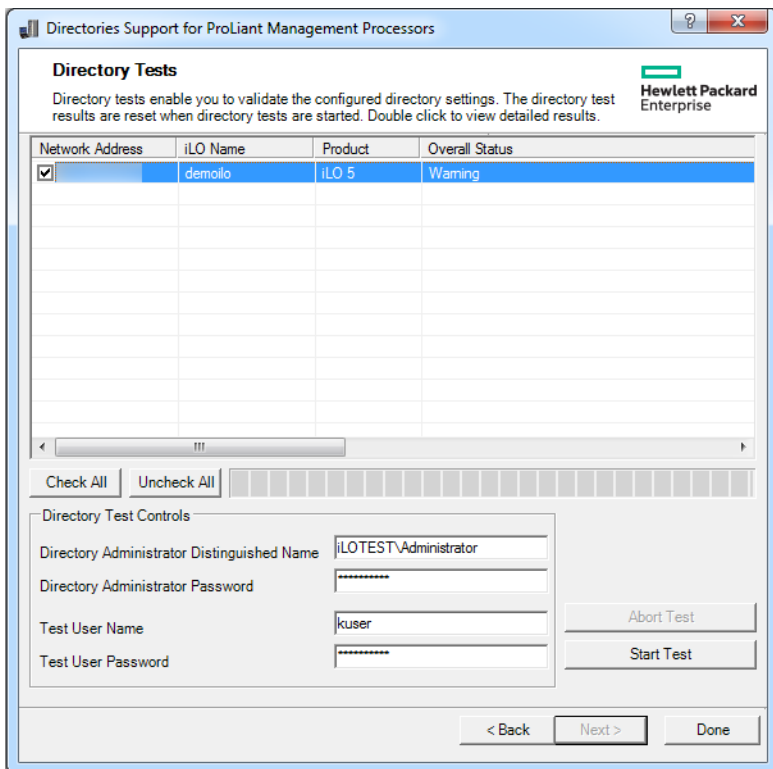 Directories Support for ProLiant Management Processors
?
X
Directory Tests
Directory tests enable you to validate the configured directory settings. The directory test
results are reset when directory tests are started. Double click to view detailed results.
Hewlett Packard
Enterprise
Network Address iLO Name Product Overall Status
demoilo iLO 5 Warning
Check All Uncheck All
Directory Test Controls
Directory Administrator Distinguished Name iLOTEST\Administrator
Directory Administrator Password **********
Test User Name kuser
Test User Password **********
Abort Test
Start Test
< Back Next > Done